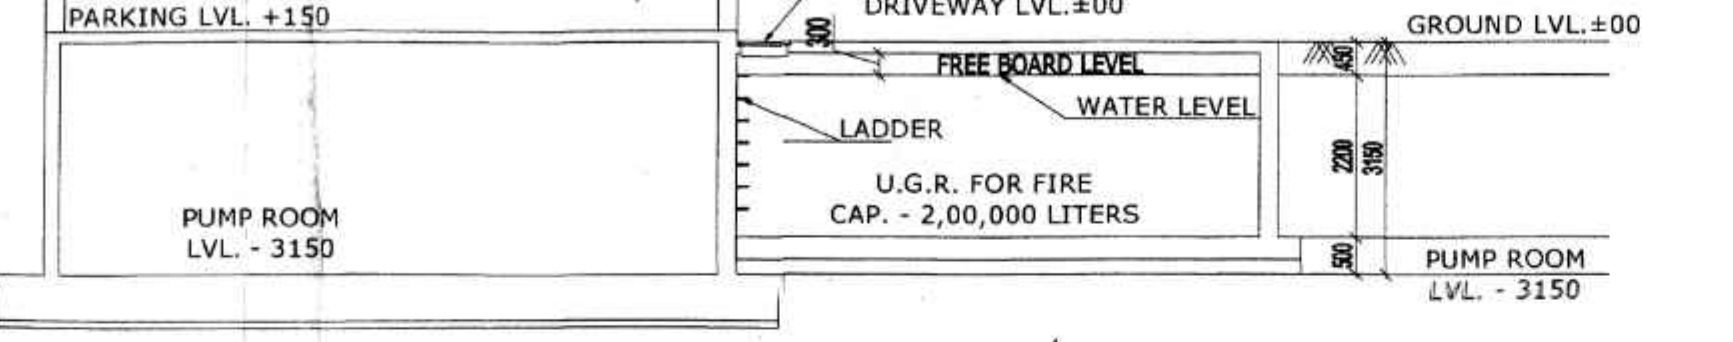 PARKING LVL. +150
DRIVEWAY LVL.±00
GROUND LVL.±00
300
450
FREE BOARD LEVEL
WATER LEVEL
LADDER
2200
3150
U.G.R. FOR FIRE
CAP. - 2,00,000 LITERS
PUMP ROOM
LVL. - 3150
500
PUMP ROOM
LVL. - 3150